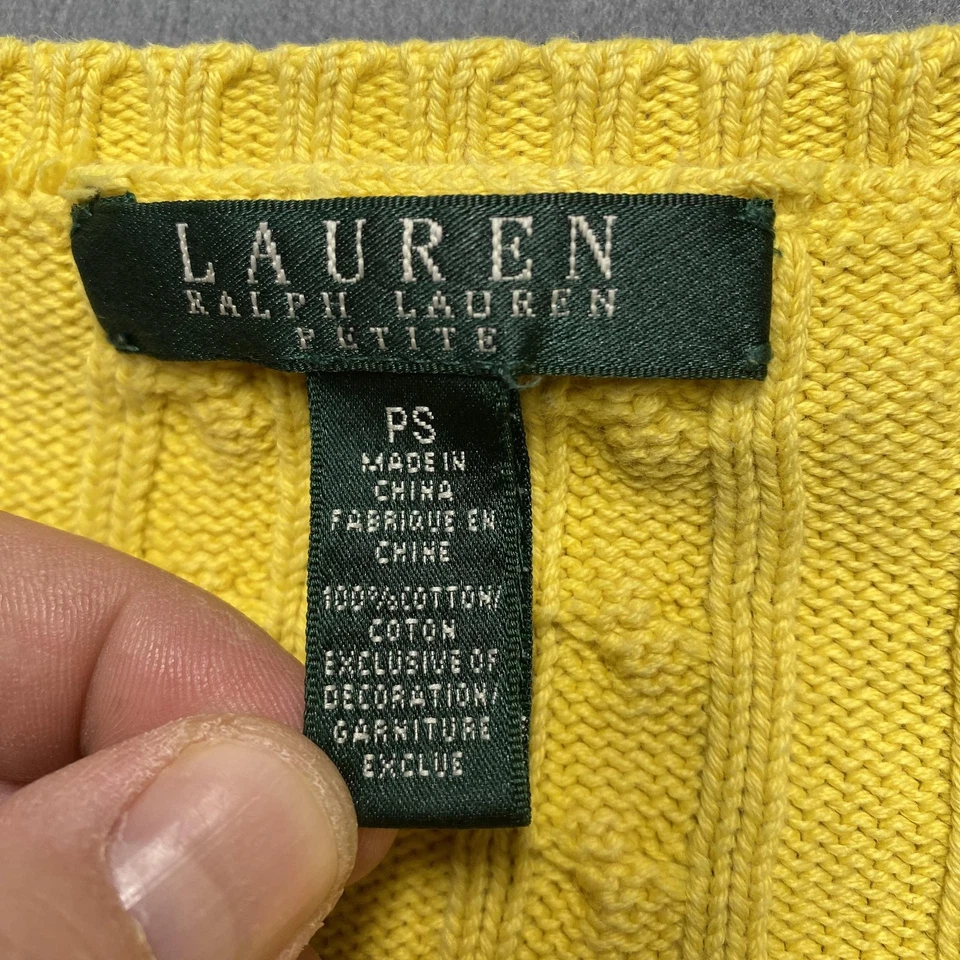 LAUREN
RALPH LAUREN
PETITE
PS
MADE IN
CHINA
FABRIQUE EN
CHINE
100% COTTON/
COTON
EXCLUSIVE OF
DECORATION/
GARNITURE
EXCLUE